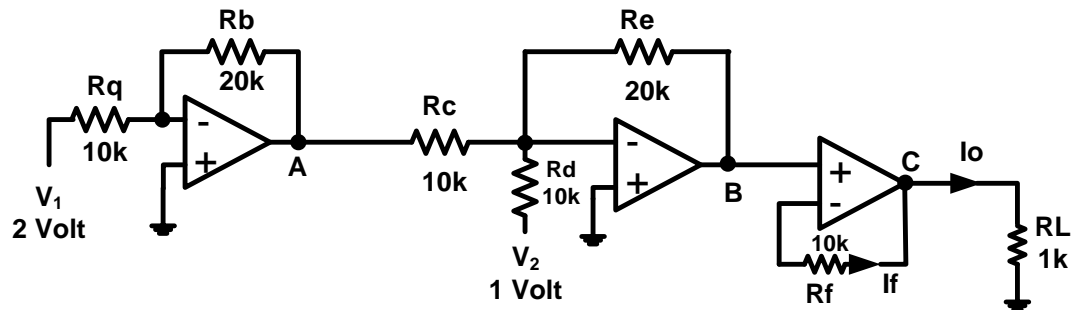 Rb
20k
Rq
10k
V₁
2 Volt
-
+
A
Rc
10k
Re
20k
Rd
10k
V₂
1 Volt
-
+
B
+
-
C
Io
10k
Rf
If
RL
1k